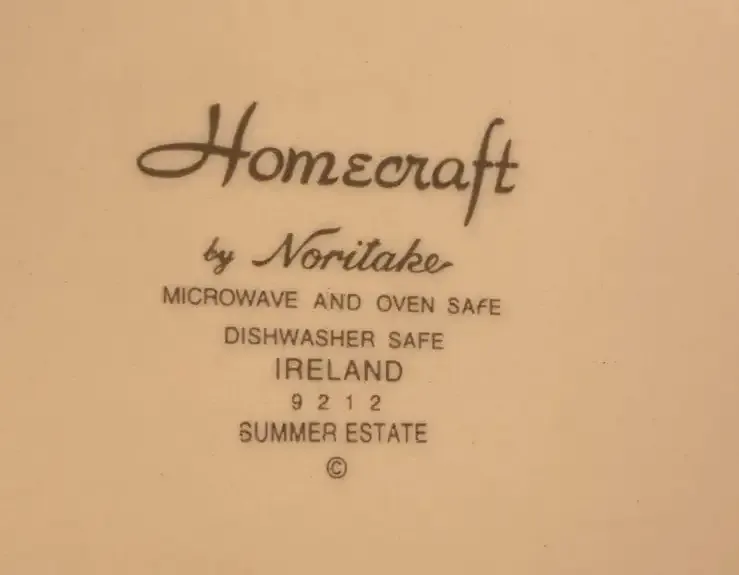 Homecraft
by Noritake
MICROWAVE AND OVEN SAFE
DISHWASHER SAFE
IRELAND
9 2 1 2
SUMMER ESTATE
©